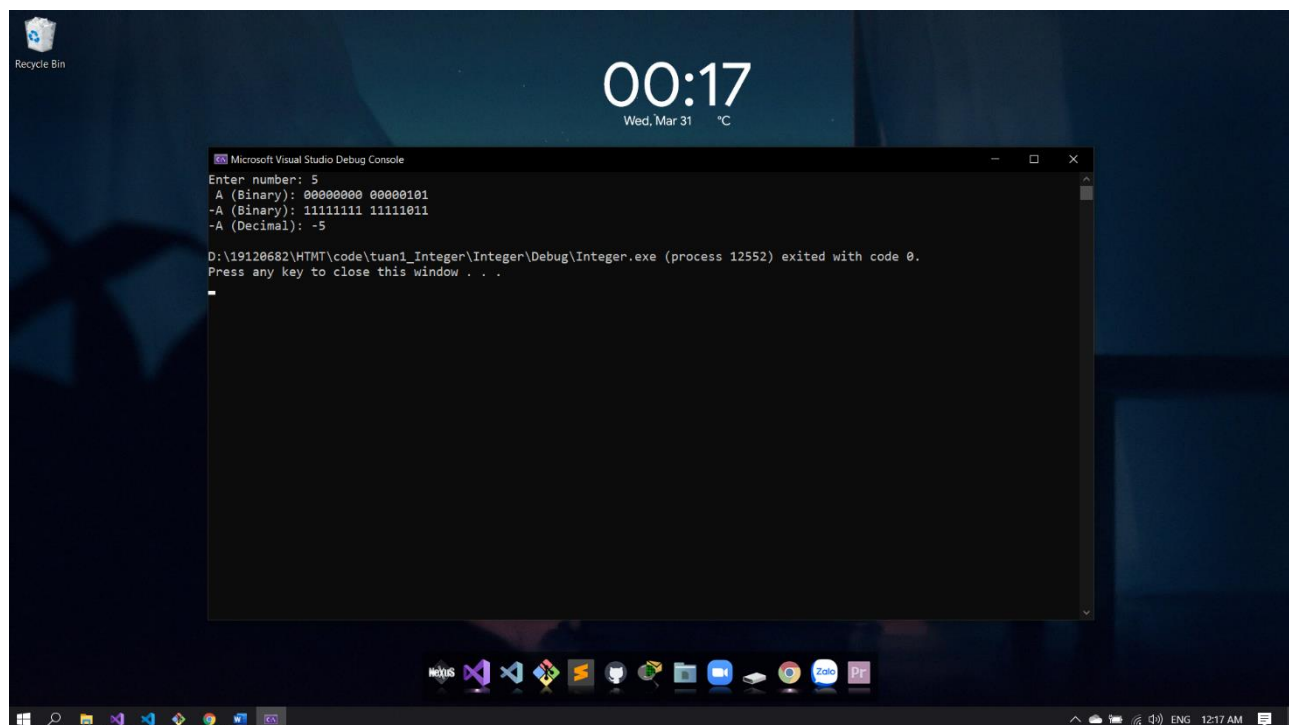 Recycle Bin
00:17
Wed, Mar 31 °C
Microsoft Visual Studio Debug Console
Enter number: 5
 A (Binary): 00000000 00000101
-A (Binary): 11111111 11111011
-A (Decimal): -5
D:\19120682\HTMT\code\tuan1_Integer\Integer\Debug\Integer.exe (process 12552) exited with code 0.
Press any key to close this window . . .
NEXUS
Zalo
Pr
ENG 12:17 AM